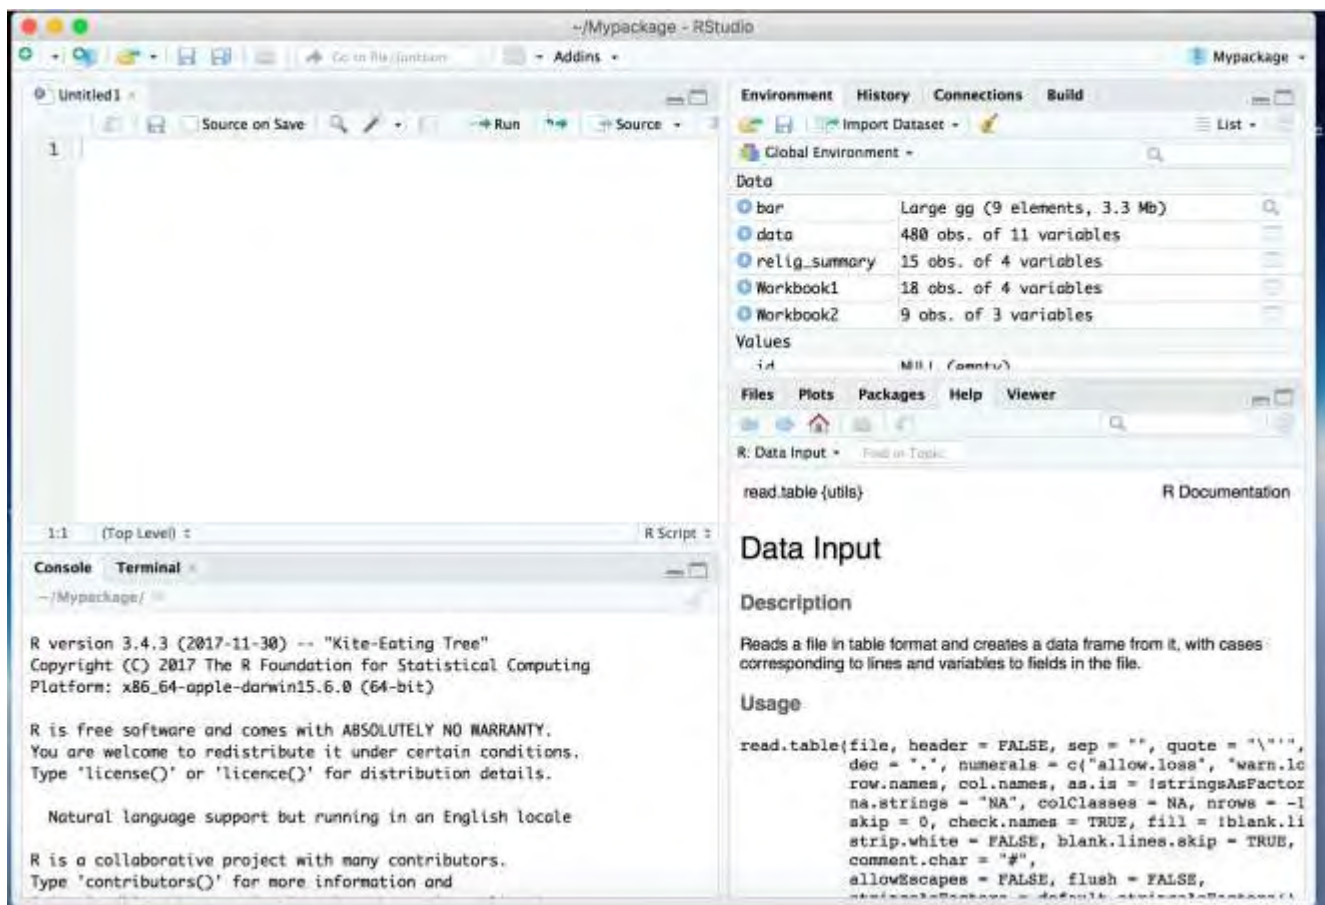 ~/Mypackage - RStudio
Go to file/function
Addins
Mypackage
Untitled1
Source on Save
Run
Source
1
1:1 (Top Level) R Script
Console Terminal
~/Mypackage/
R version 3.4.3 (2017-11-30) -- "Kite-Eating Tree"
Copyright (C) 2017 The R Foundation for Statistical Computing
Platform: x86_64-apple-darwin15.6.0 (64-bit)
R is free software and comes with ABSOLUTELY NO WARRANTY.
You are welcome to redistribute it under certain conditions.
Type 'license()' or 'licence()' for distribution details.
Natural language support but running in an English locale
R is a collaborative project with many contributors.
Type 'contributors()' for more information and
Environment History Connections Build
Import Dataset List
Global Environment
Data
bar Large gg (9 elements, 3.3 Mb)
data 480 obs. of 11 variables
relig_summary 15 obs. of 4 variables
Workbook1 18 obs. of 4 variables
Workbook2 9 obs. of 3 variables
Values
id NULL (empty)
Files Plots Packages Help Viewer
R: Data Input Find in Topic
read.table {utils} R Documentation
Data Input
Description
Reads a file in table format and creates a data frame from it, with cases
corresponding to lines and variables to fields in the file.
Usage
read.table(file, header = FALSE, sep = "", quote = "\"'",
dec = ".", numerals = c("allow.loss", "warn.lo
row.names, col.names, as.is = !stringsAsFactor
na.strings = "NA", colClasses = NA, nrows = -1
skip = 0, check.names = TRUE, fill = !blank.li
strip.white = FALSE, blank.lines.skip = TRUE,
comment.char = "#",
allowEscapes = FALSE, flush = FALSE,